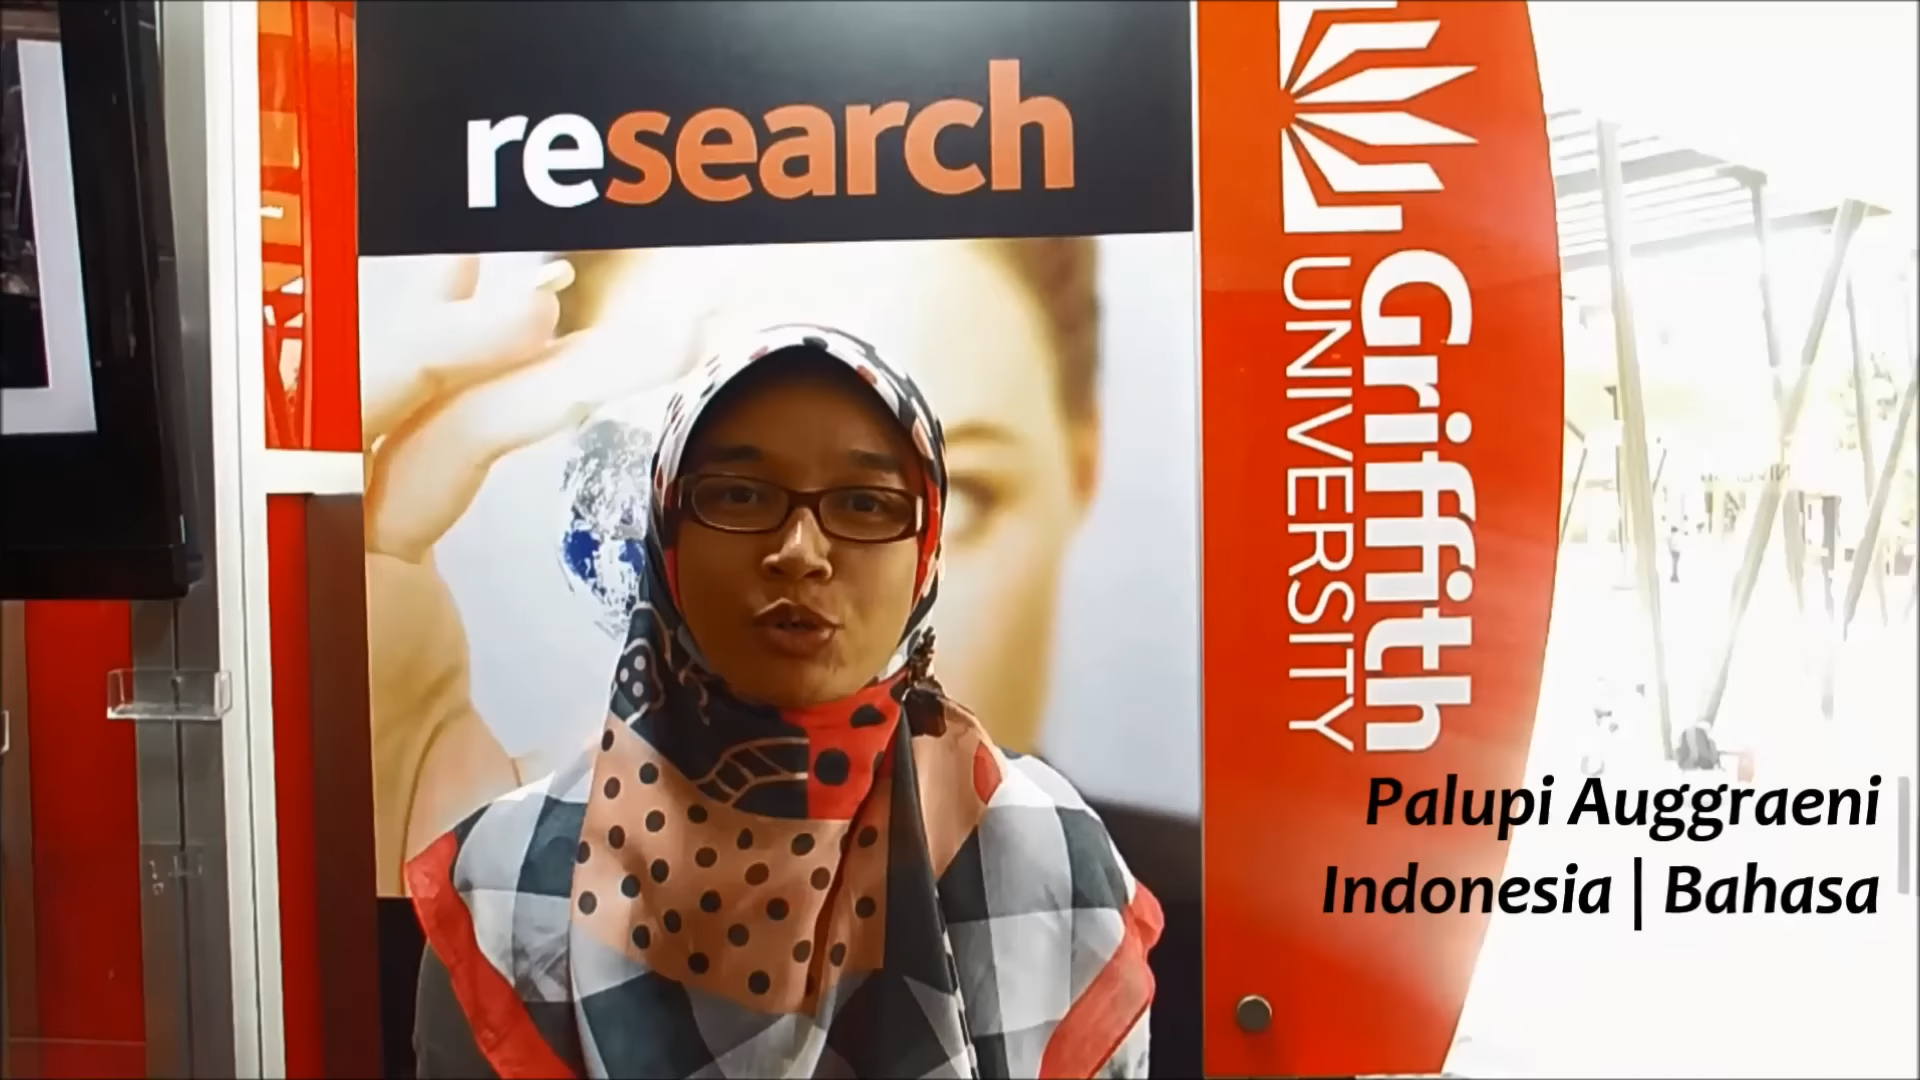 research
Griffith
UNIVERSITY
Palupi Auggraeni
Indonesia | Bahasa